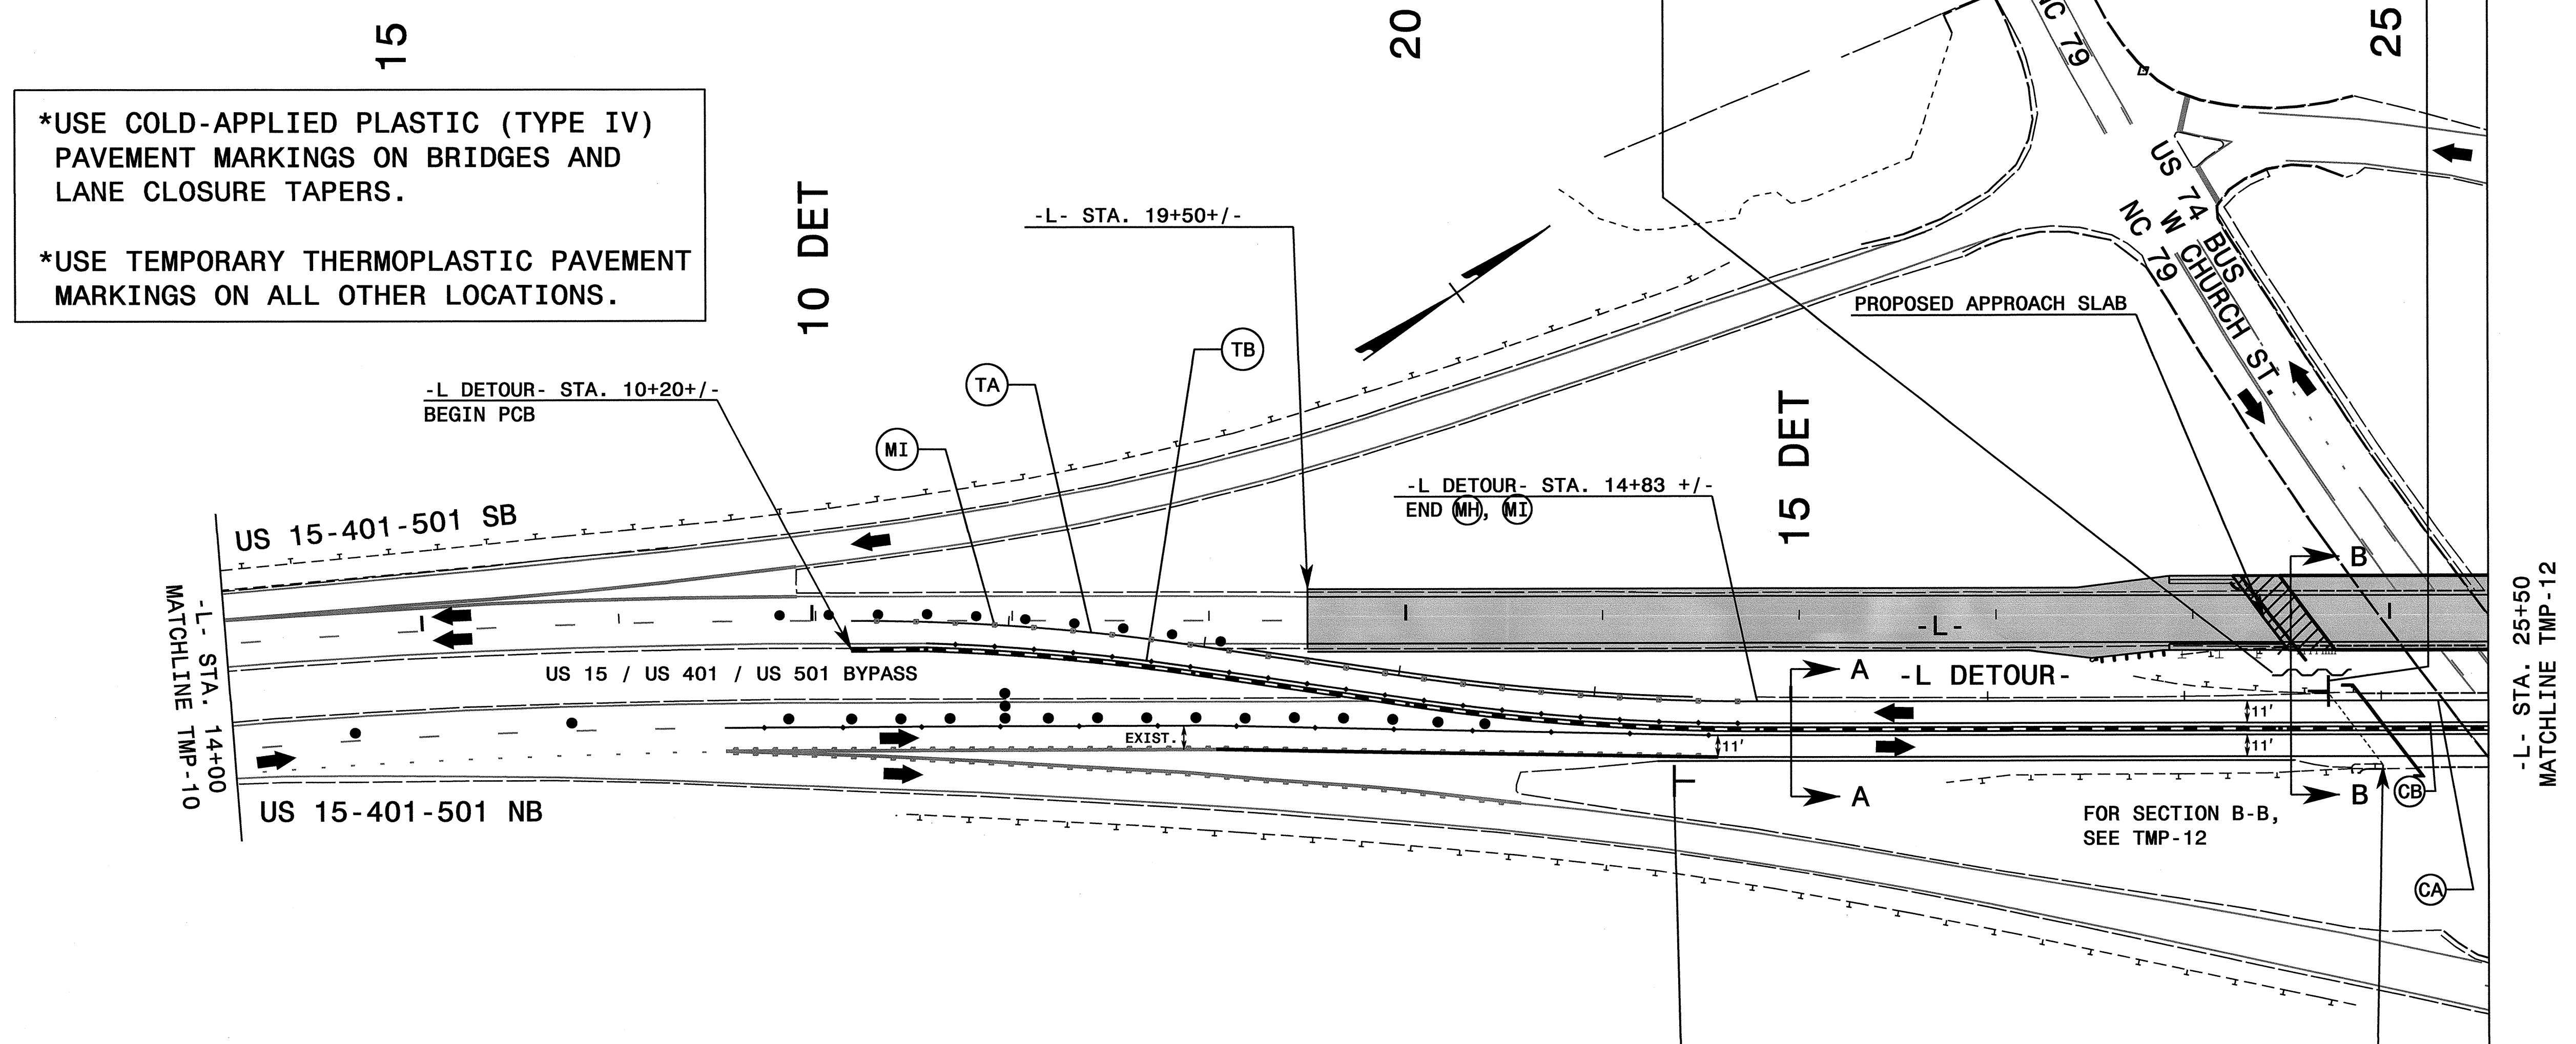 15
20
25
*USE COLD-APPLIED PLASTIC (TYPE IV)
PAVEMENT MARKINGS ON BRIDGES AND
LANE CLOSURE TAPERS.
*USE TEMPORARY THERMOPLASTIC PAVEMENT
MARKINGS ON ALL OTHER LOCATIONS.
10 DET
-L- STA. 19+50+/-
NC 79
US 74 BUS
W CHURCH ST.
NC 79
PROPOSED APPROACH SLAB
TB
TA
MI
-L DETOUR- STA. 10+20+/-
BEGIN PCB
15 DET
-L DETOUR- STA. 14+83 +/-
END MH, MI
US 15-401-501 SB
-L- STA. 14+00
MATCHLINE TMP-10
US 15 / US 401 / US 501 BYPASS
US 15-401-501 NB
EXIST.
11'
-L-
-L DETOUR-
A
A
B
B
11'
11'
FOR SECTION B-B,
SEE TMP-12
CB
CA
-L- STA. 25+50
MATCHLINE TMP-12